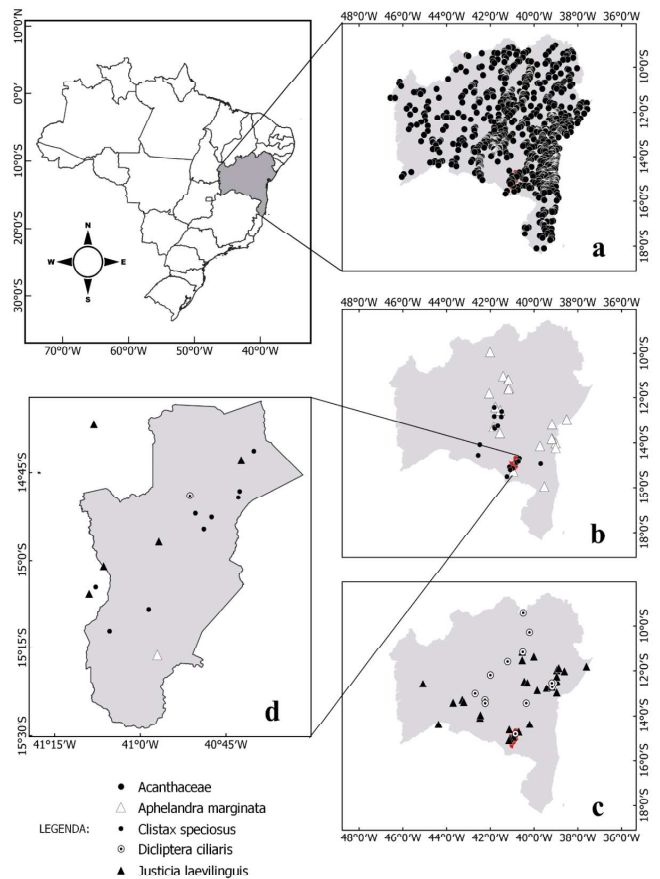 48°0'W 46°0'W 44°0'W 42°0'W 40°0'W 38°0'W 36°0'W
10°0'N
0°0'
10°0'S
20°0'S
30°0'S
N
W E
S
70°0'W 60°0'W 50°0'W 40°0'W
10°0'S
12°0'S
14°0'S
16°0'S
18°0'S
a
48°0'W 46°0'W 44°0'W 42°0'W 40°0'W 38°0'W 36°0'W
10°0'S
12°0'S
14°0'S
16°0'S
18°0'S
b
14°45'S
15°0'S
15°15'S
15°30'S
d
41°15'W 41°0'W 40°45'W
48°0'W 46°0'W 44°0'W 42°0'W 40°0'W 38°0'W 36°0'W
10°0'S
12°0'S
14°0'S
16°0'S
18°0'S
c
LEGENDA:
Acanthaceae
Aphelandra marginata
Clistax speciosus
Dicliptera ciliaris
Justicia laevilinguis